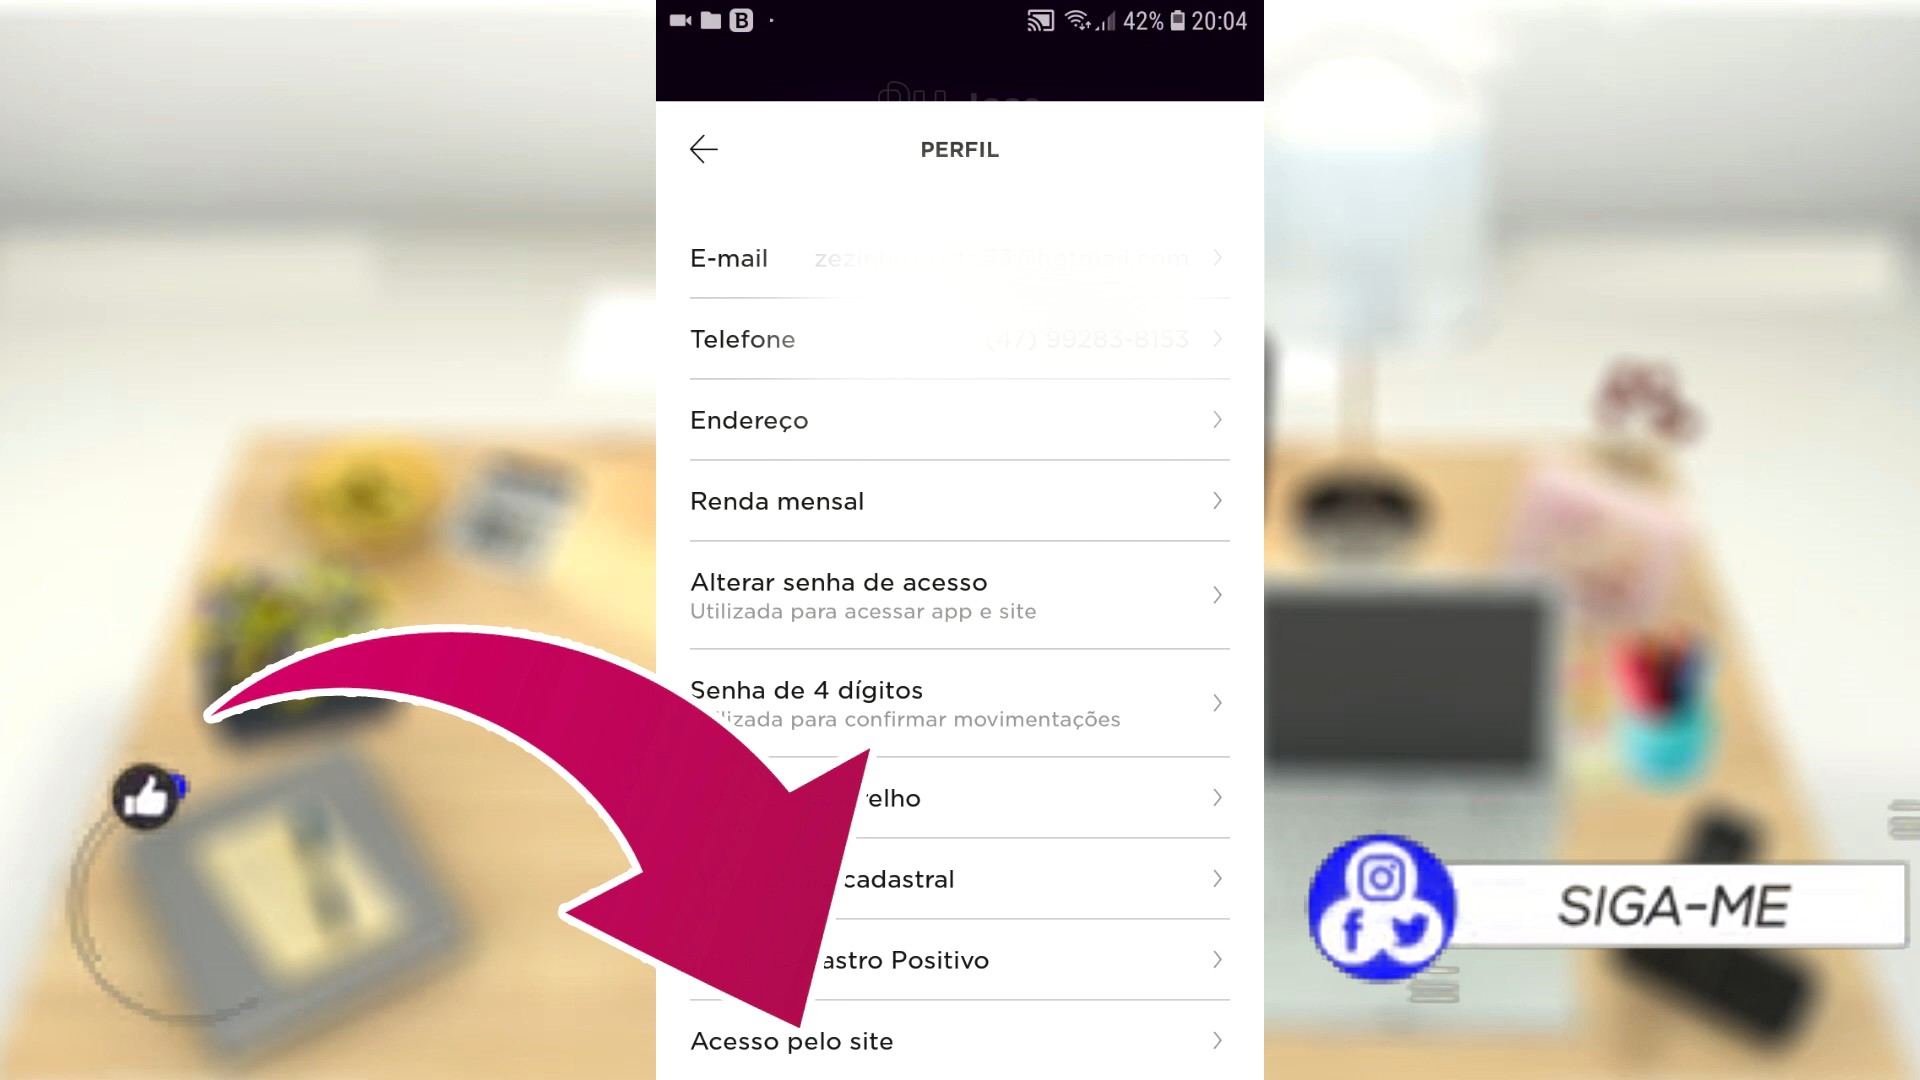 42% 20:04
PERFIL
E-mail
Telefone (47) 99283-8153
Endereço
Renda mensal
Alterar senha de acesso
Utilizada para acessar app e site
Senha de 4 dígitos
lizada para confirmar movimentações
elho
cadastral
astro Positivo
Acesso pelo site
SIGA-ME